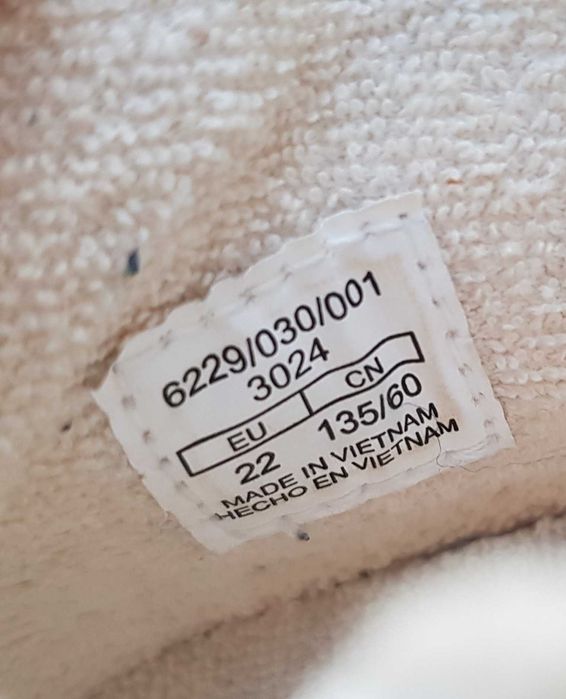 6229/030/001
3024
EU CN
22 135/60
MADE IN VIETNAM
HECHO EN VIETNAM